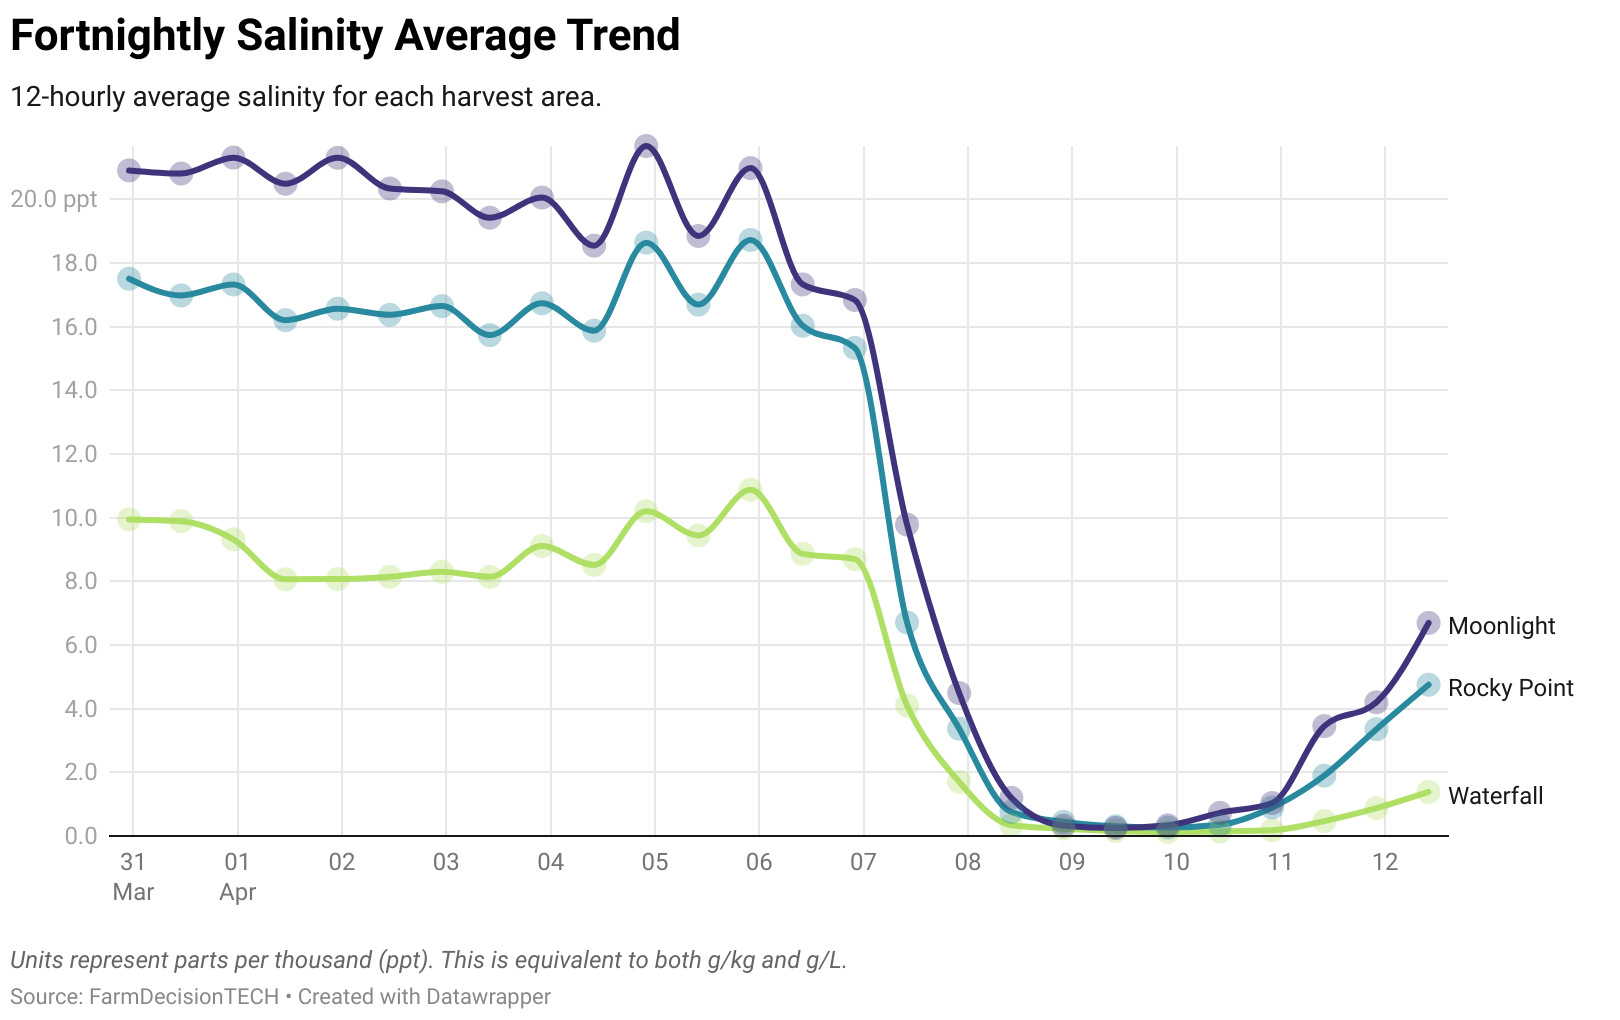 Fortnightly Salinity Average Trend
12-hourly average salinity for each harvest area.
20.0 ppt
18.0
16.0
14.0
12.0
10.0
8.0
6.0
4.0
2.0
0.0
Moonlight
Rocky Point
Waterfall
31 01 02 03 04 05 06 07 08 09 10 11 12
Mar Apr
Units represent parts per thousand (ppt). This is equivalent to both g/kg and g/L.
Source: FarmDecisionTECH • Created with Datawrapper